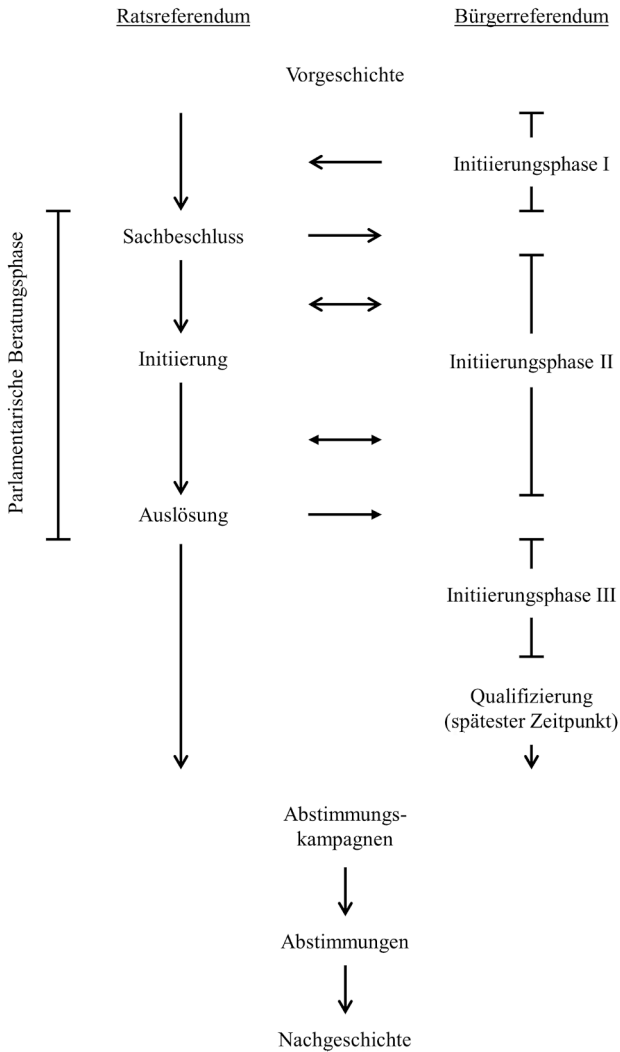 Ratsreferendum
Bürgerreferendum
Vorgeschichte
Initiierungsphase I
Sachbeschluss
Parlamentarische Beratungsphase
Initiierung
Initiierungsphase II
Auslösung
Initiierungsphase III
Qualifizierung
(spätester Zeitpunkt)
Abstimmungs-
kampagnen
Abstimmungen
Nachgeschichte